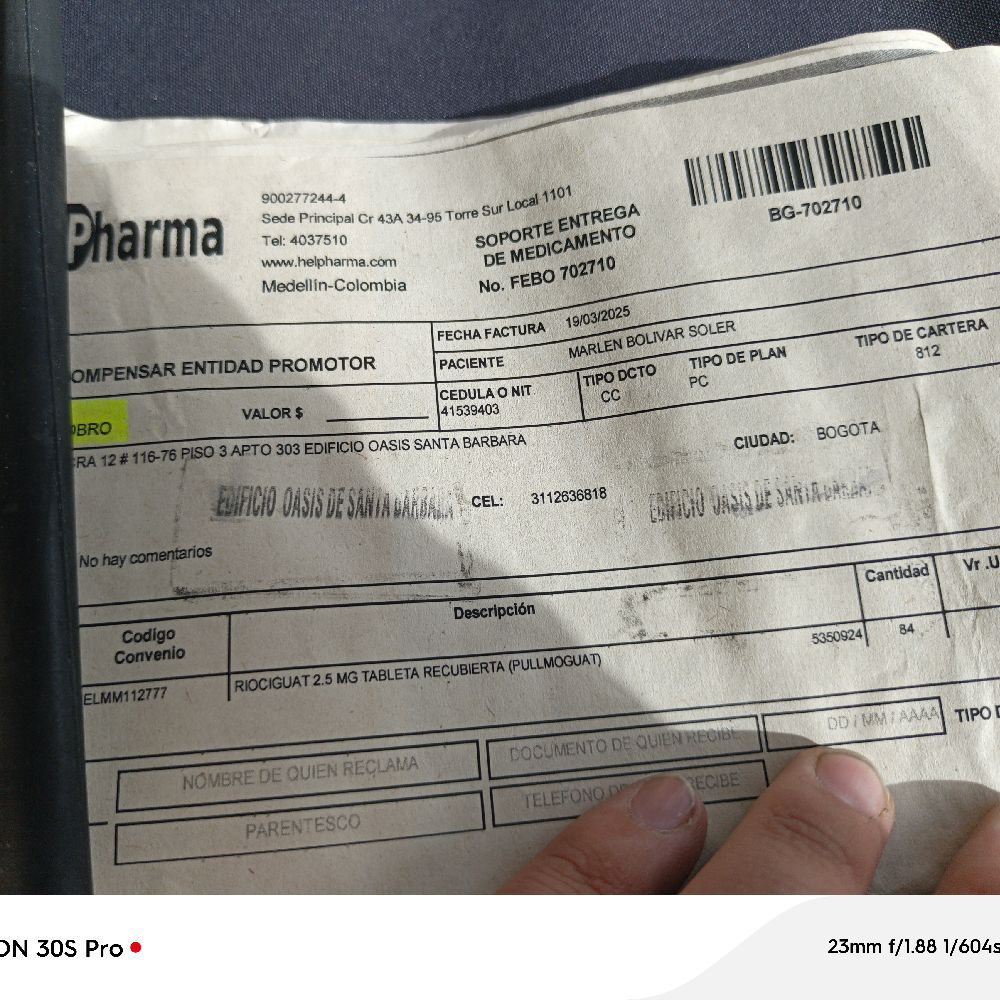 Pharma
900277244-4
Sede Principal Cr 43A 34-95 Torre Sur Local 1101
Tel: 4037510
www.helpharma.com
Medellín-Colombia
SOPORTE ENTREGA
DE MEDICAMENTO
No. FEBO 702710
BG-702710
OMPENSAR ENTIDAD PROMOTOR
FECHA FACTURA 19/03/2025
PACIENTE MARLEN BOLIVAR SOLER
CEDULA O NIT 41539403
TIPO DCTO CC
TIPO DE PLAN PC
TIPO DE CARTERA 812
OBRO VALOR $
RA 12 # 116-76 PISO 3 APTO 303 EDIFICIO OASIS SANTA BARBARA
CIUDAD: BOGOTA
EDIFICIO OASIS DE SANTA BARBARA
CEL: 3112636818
EDIFICIO OASIS DE SANTA BARBAR
No hay comentarios
Codigo Convenio Descripción Cantidad Vr .U
ELMM112777 RIOCIGUAT 2.5 MG TABLETA RECUBIERTA (PULLMOGUAT) 5350924 84
NOMBRE DE QUIEN RECLAMA DOCUMENTO DE QUIEN RECIBE DD / MM / AAAA TIPO D
PARENTESCO TELEFONO D RECIBE
ON 30S Pro
23mm f/1.88 1/604s